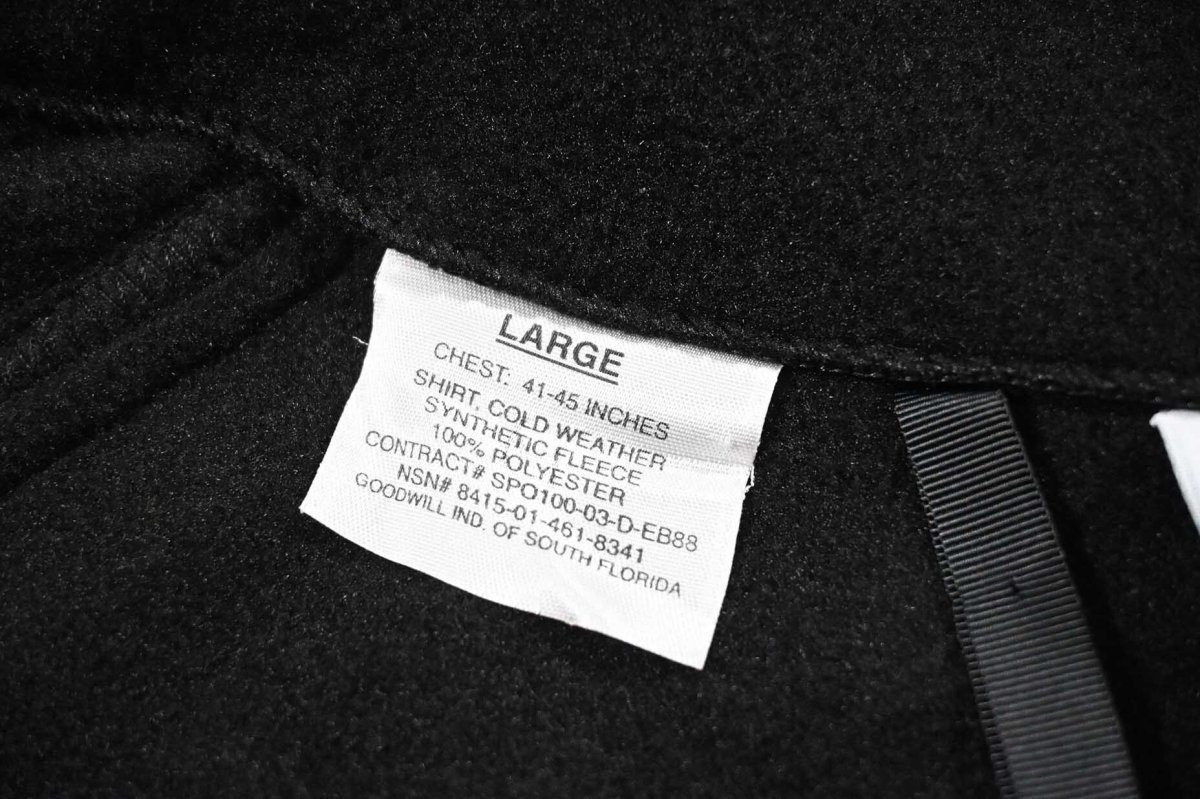 LARGE
CHEST: 41-45 INCHES
SHIRT, COLD WEATHER
SYNTHETIC FLEECE
100% POLYESTER
CONTRACT# SPO100-03-D-EB88
NSN# 8415-01-461-8341
GOODWILL IND. OF SOUTH FLORIDA